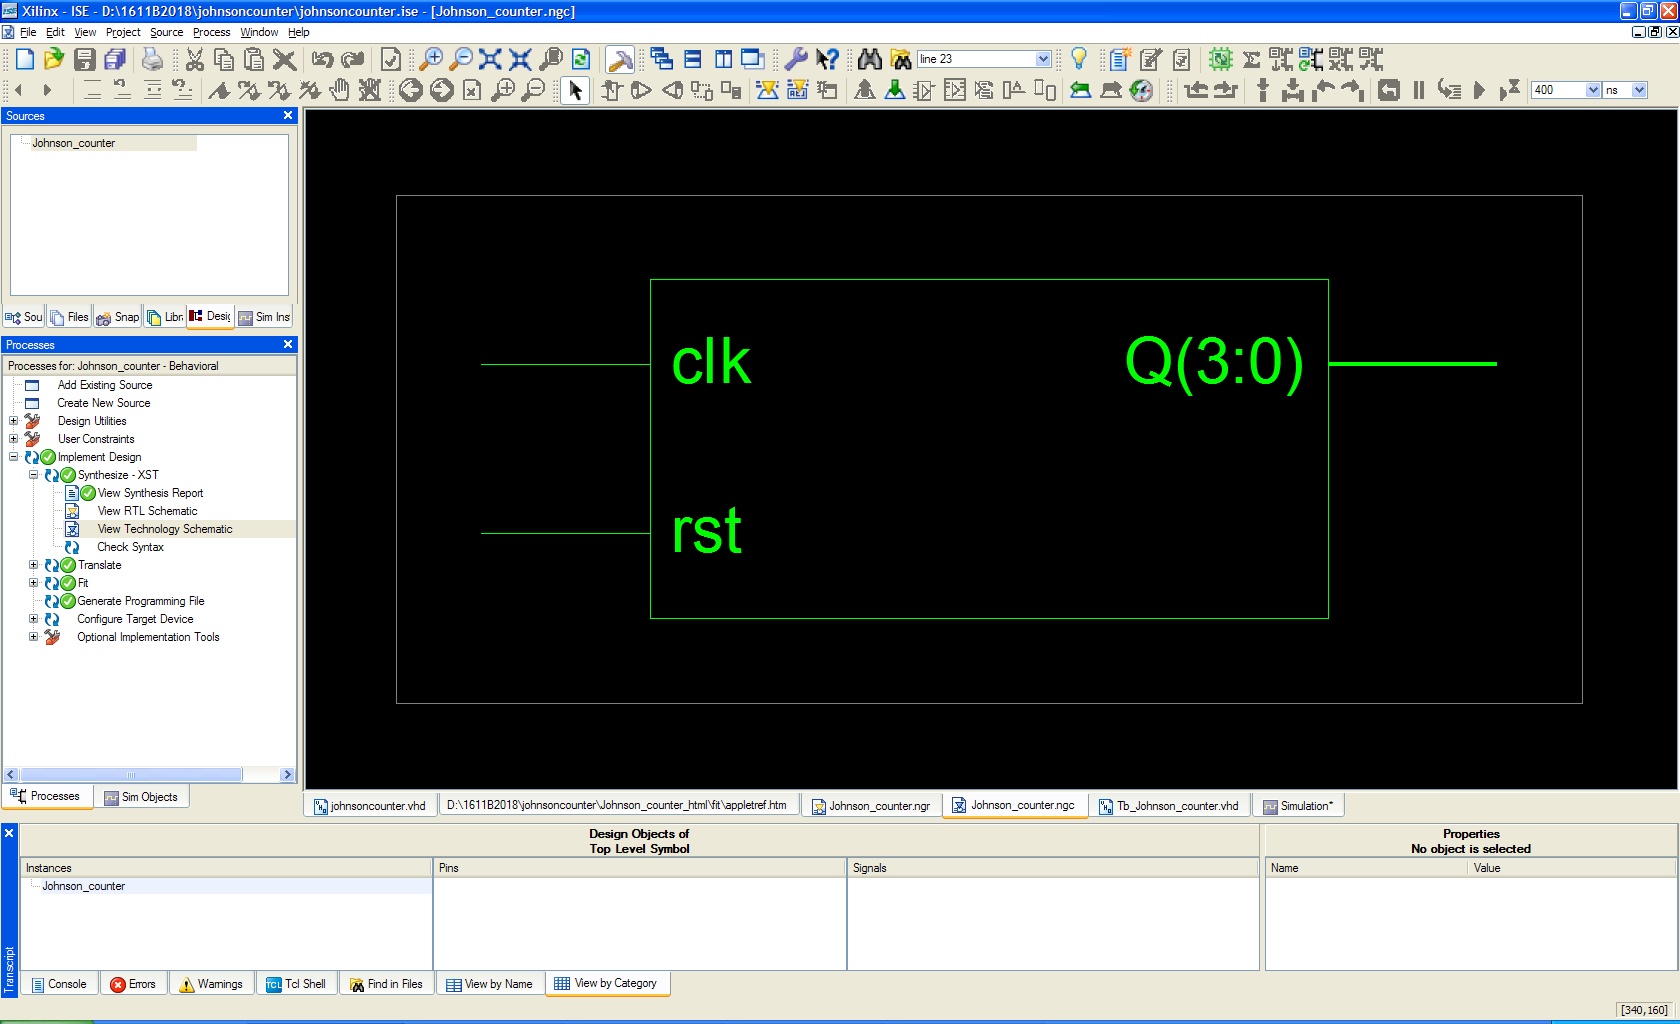 Xilinx - ISE - D:\1611B2018\johnsoncounter\johnsoncounter.ise - [Johnson_counter.ngc]
File Edit View Project Source Process Window Help
line 23
400 ns
Sources
Johnson_counter
Sou Files Snap Libr Desig Sim Ins
Processes
Processes for: Johnson_counter - Behavioral
Add Existing Source
Create New Source
Design Utilities
User Constraints
Implement Design
Synthesize - XST
View Synthesis Report
View RTL Schematic
View Technology Schematic
Check Syntax
Translate
Fit
Generate Programming File
Configure Target Device
Optional Implementation Tools
Processes Sim Objects
clk Q(3:0)
rst
johnsoncounter.vhd D:\1611B2018\johnsoncounter\Johnson_counter_html\fit\appletref.htm Johnson_counter.ngr Johnson_counter.ngc Tb_Johnson_counter.vhd Simulation*
Transcript
Design Objects of
Top Level Symbol
Instances Pins Signals
Johnson_counter
Properties
No object is selected
Name Value
Console Errors Warnings Tcl Shell Find in Files View by Name View by Category
[340,160]